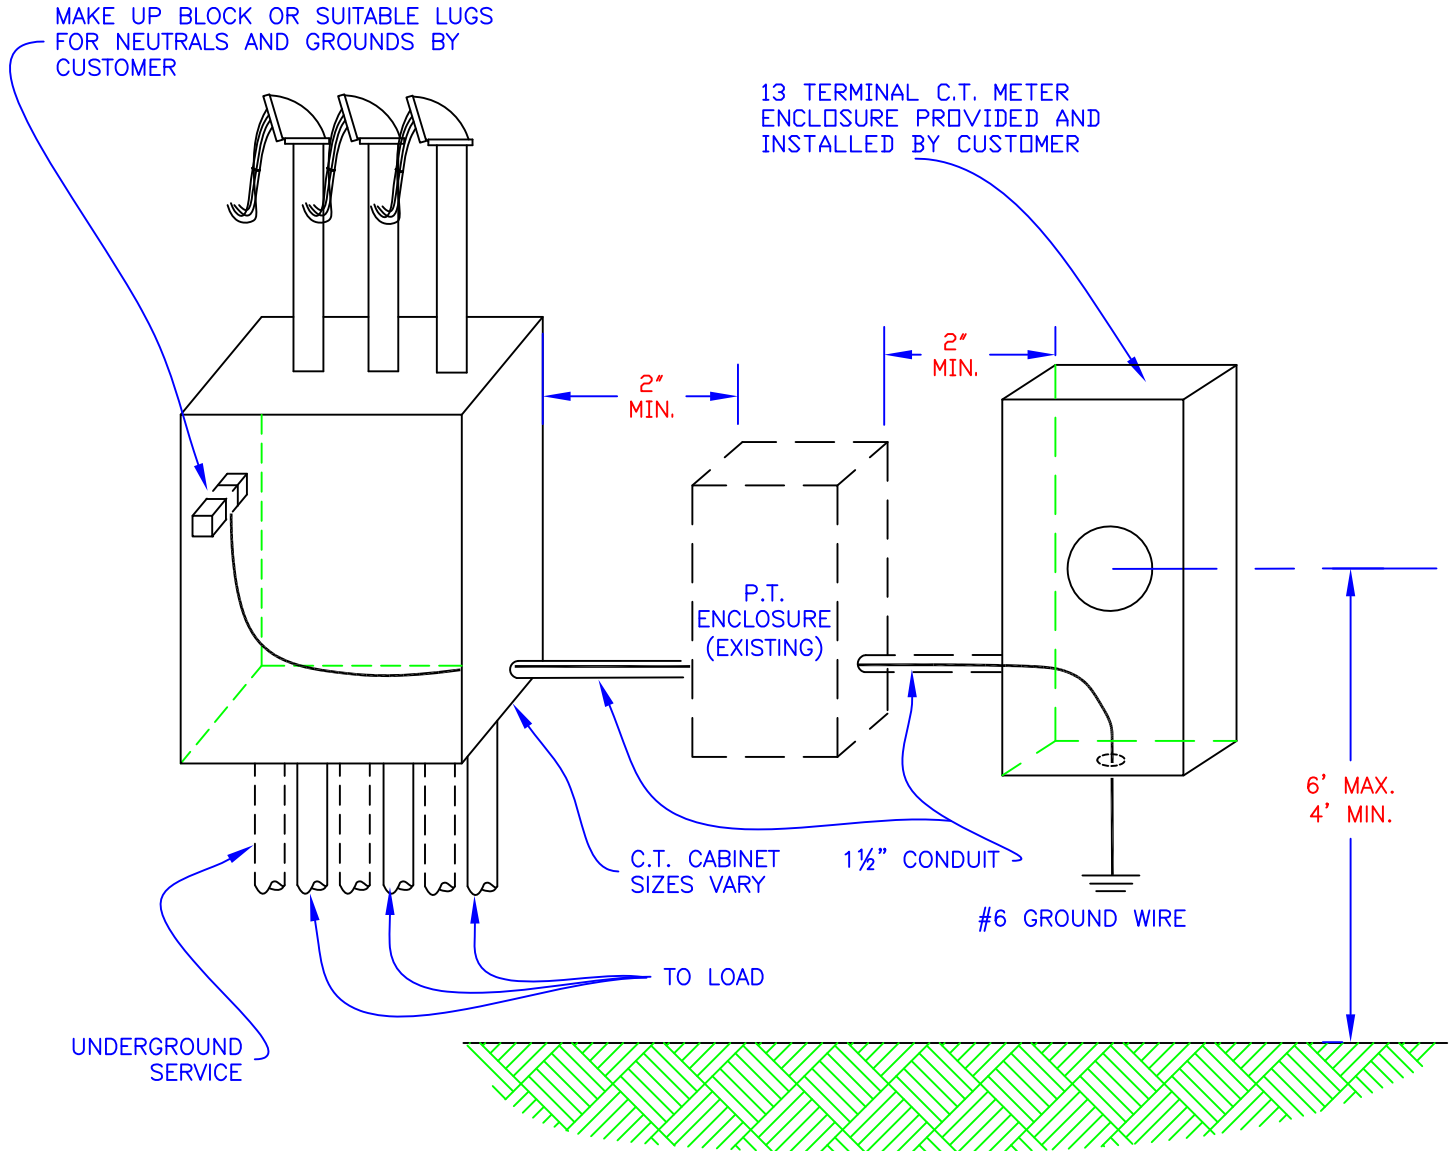 MAKE UP BLOCK OR SUITABLE LUGS
FOR NEUTRALS AND GROUNDS BY
CUSTOMER
13 TERMINAL C.T. METER
ENCLOSURE PROVIDED AND
INSTALLED BY CUSTOMER
2"
MIN.
2"
MIN.
P.T.
ENCLOSURE
(EXISTING)
6' MAX.
4' MIN.
C.T. CABINET
SIZES VARY
1½" CONDUIT
#6 GROUND WIRE
TO LOAD
UNDERGROUND
SERVICE